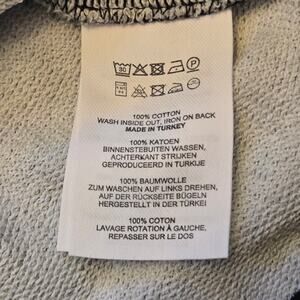 30
P
100% COTTON
WASH INSIDE OUT, IRON ON BACK
MADE IN TURKEY
100% KATOEN
BINNENSTEBUITEN WASSEN,
ACHTERKANT STRIJKEN
GEPRODUCEERD IN TURKIJE
100% BAUMWOLLE
ZUM WASCHEN AUF LINKS DREHEN,
AUF DER RÜCKSEITE BÜGELN
HERGESTELLT IN DER TÜRKEI
100% COTON
LAVAGE ROTATION À GAUCHE,
REPASSER SUR LE DOS